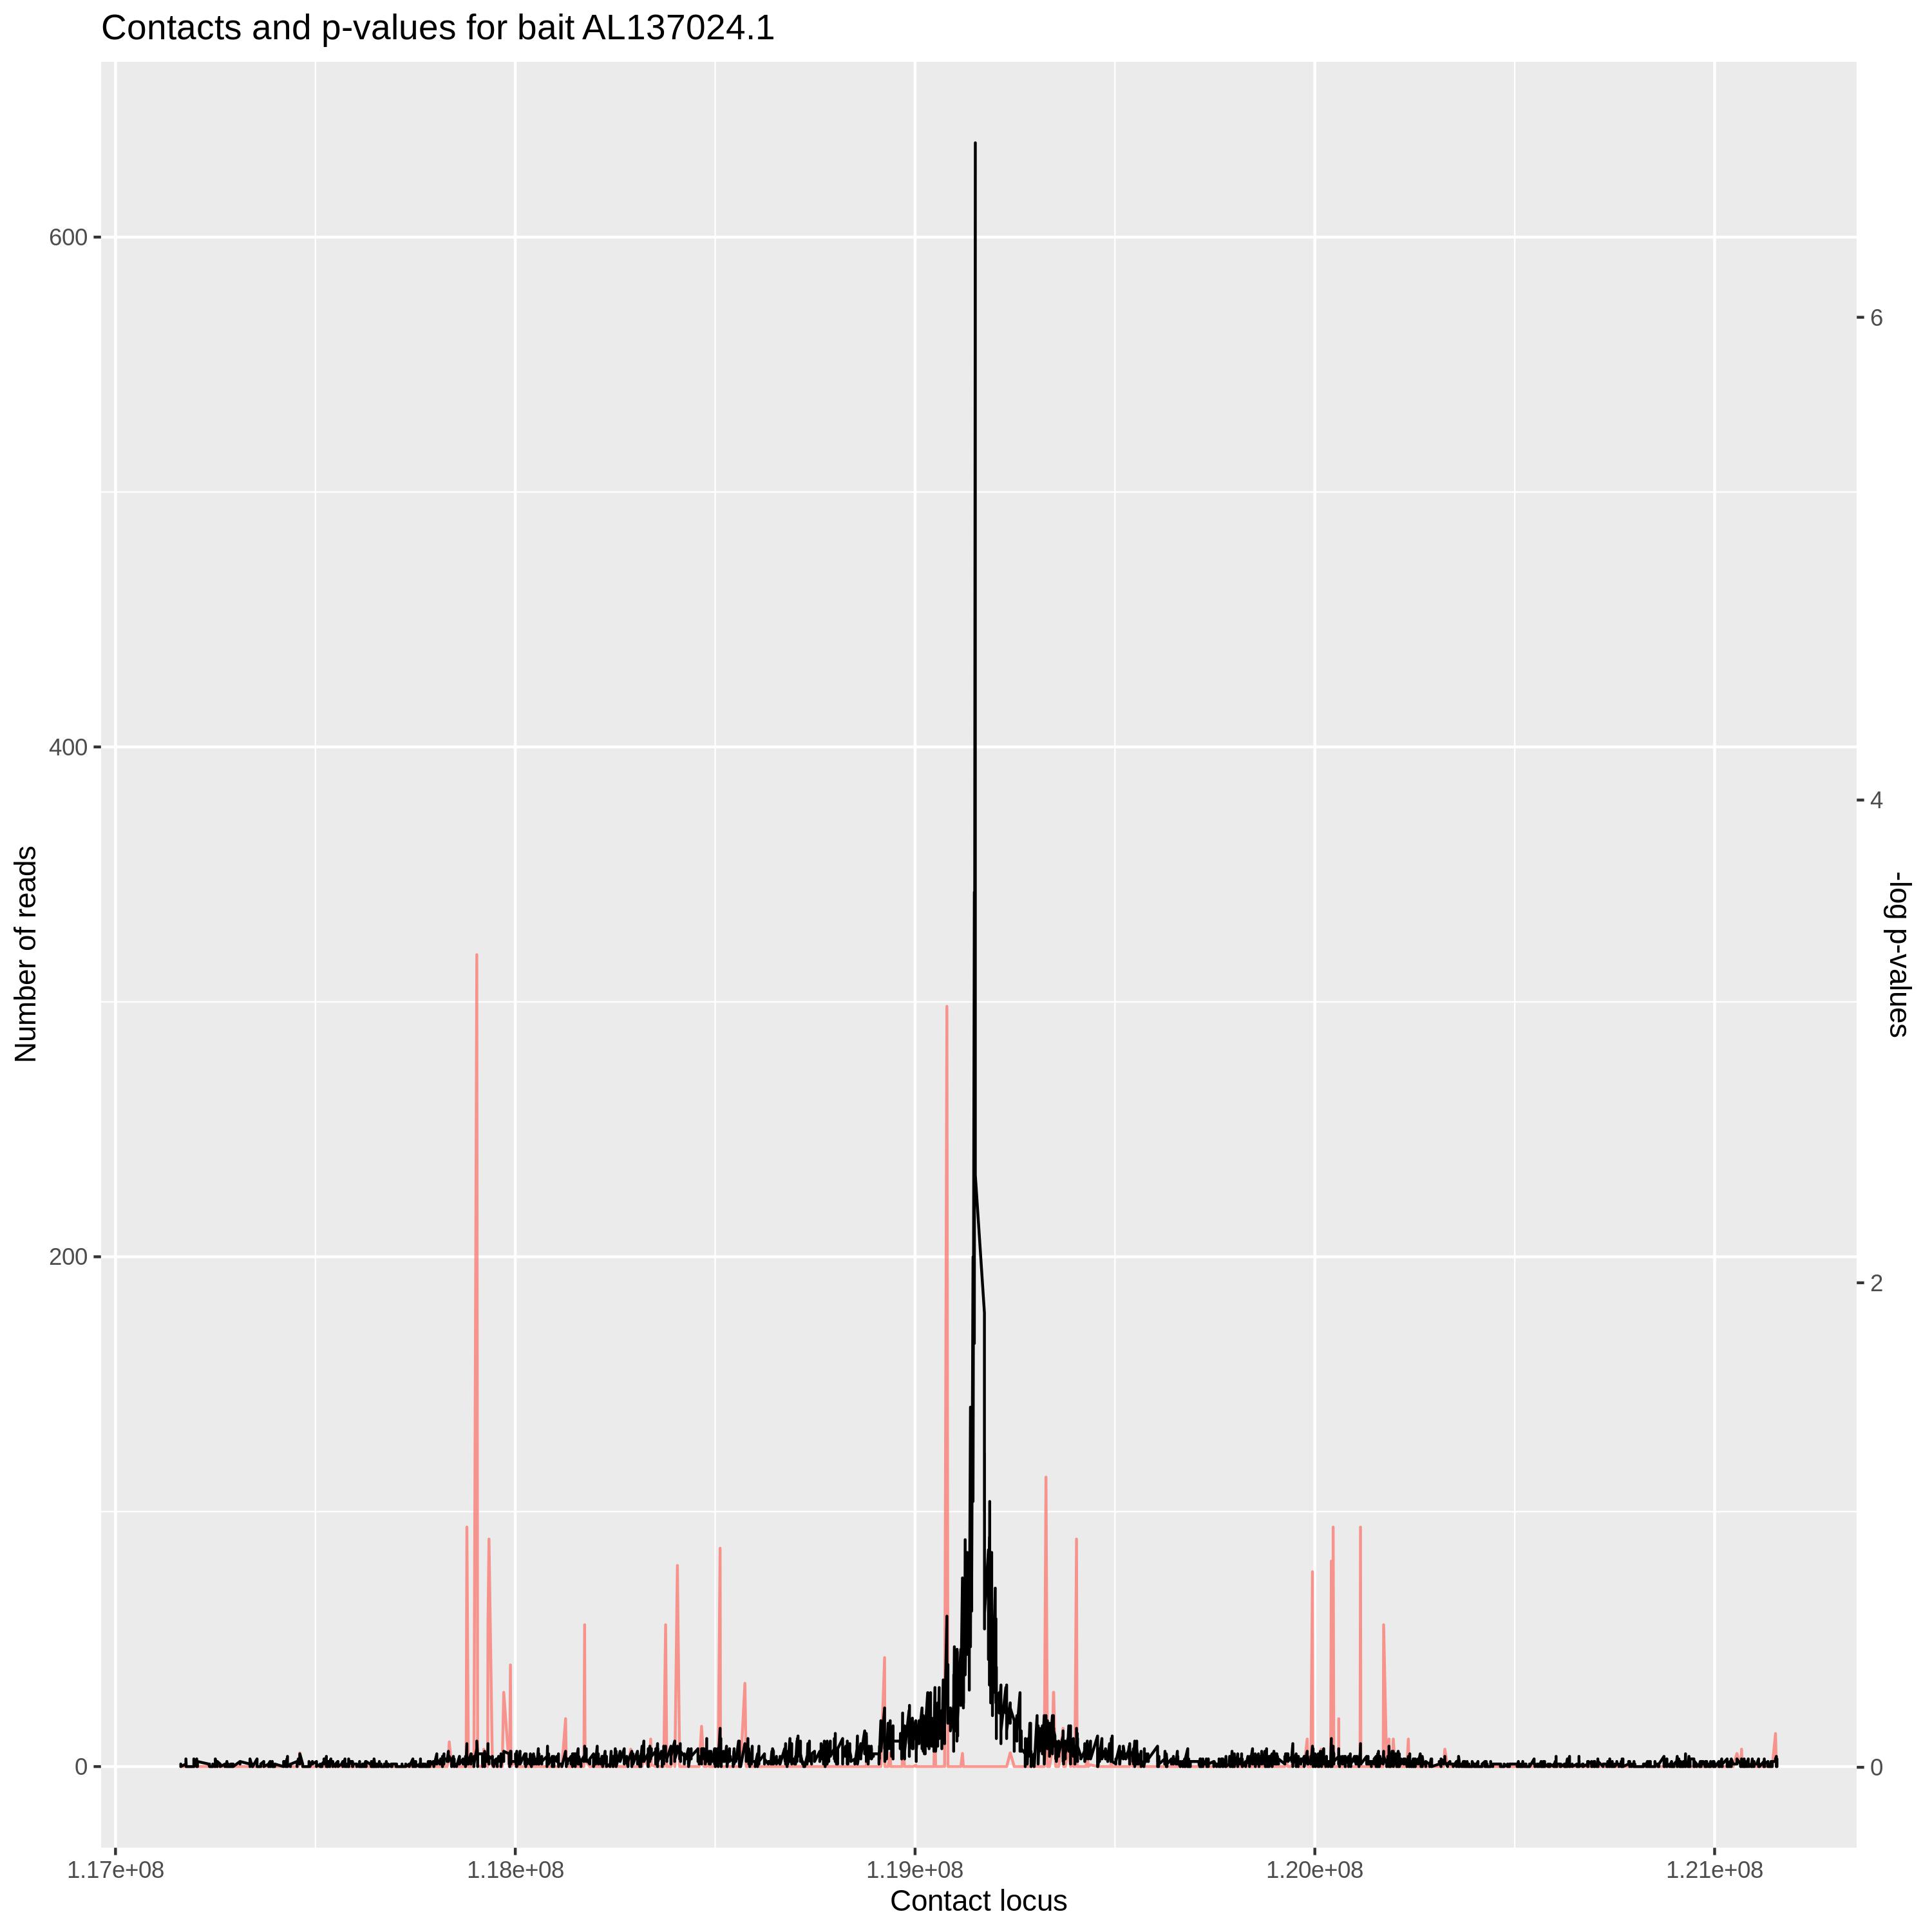 Contacts and p-values for bait AL137024.1
600
400
200
0
Number of reads
6
4
2
0
-log p-values
1.17e+08 1.18e+08 1.19e+08 1.20e+08 1.21e+08
Contact locus